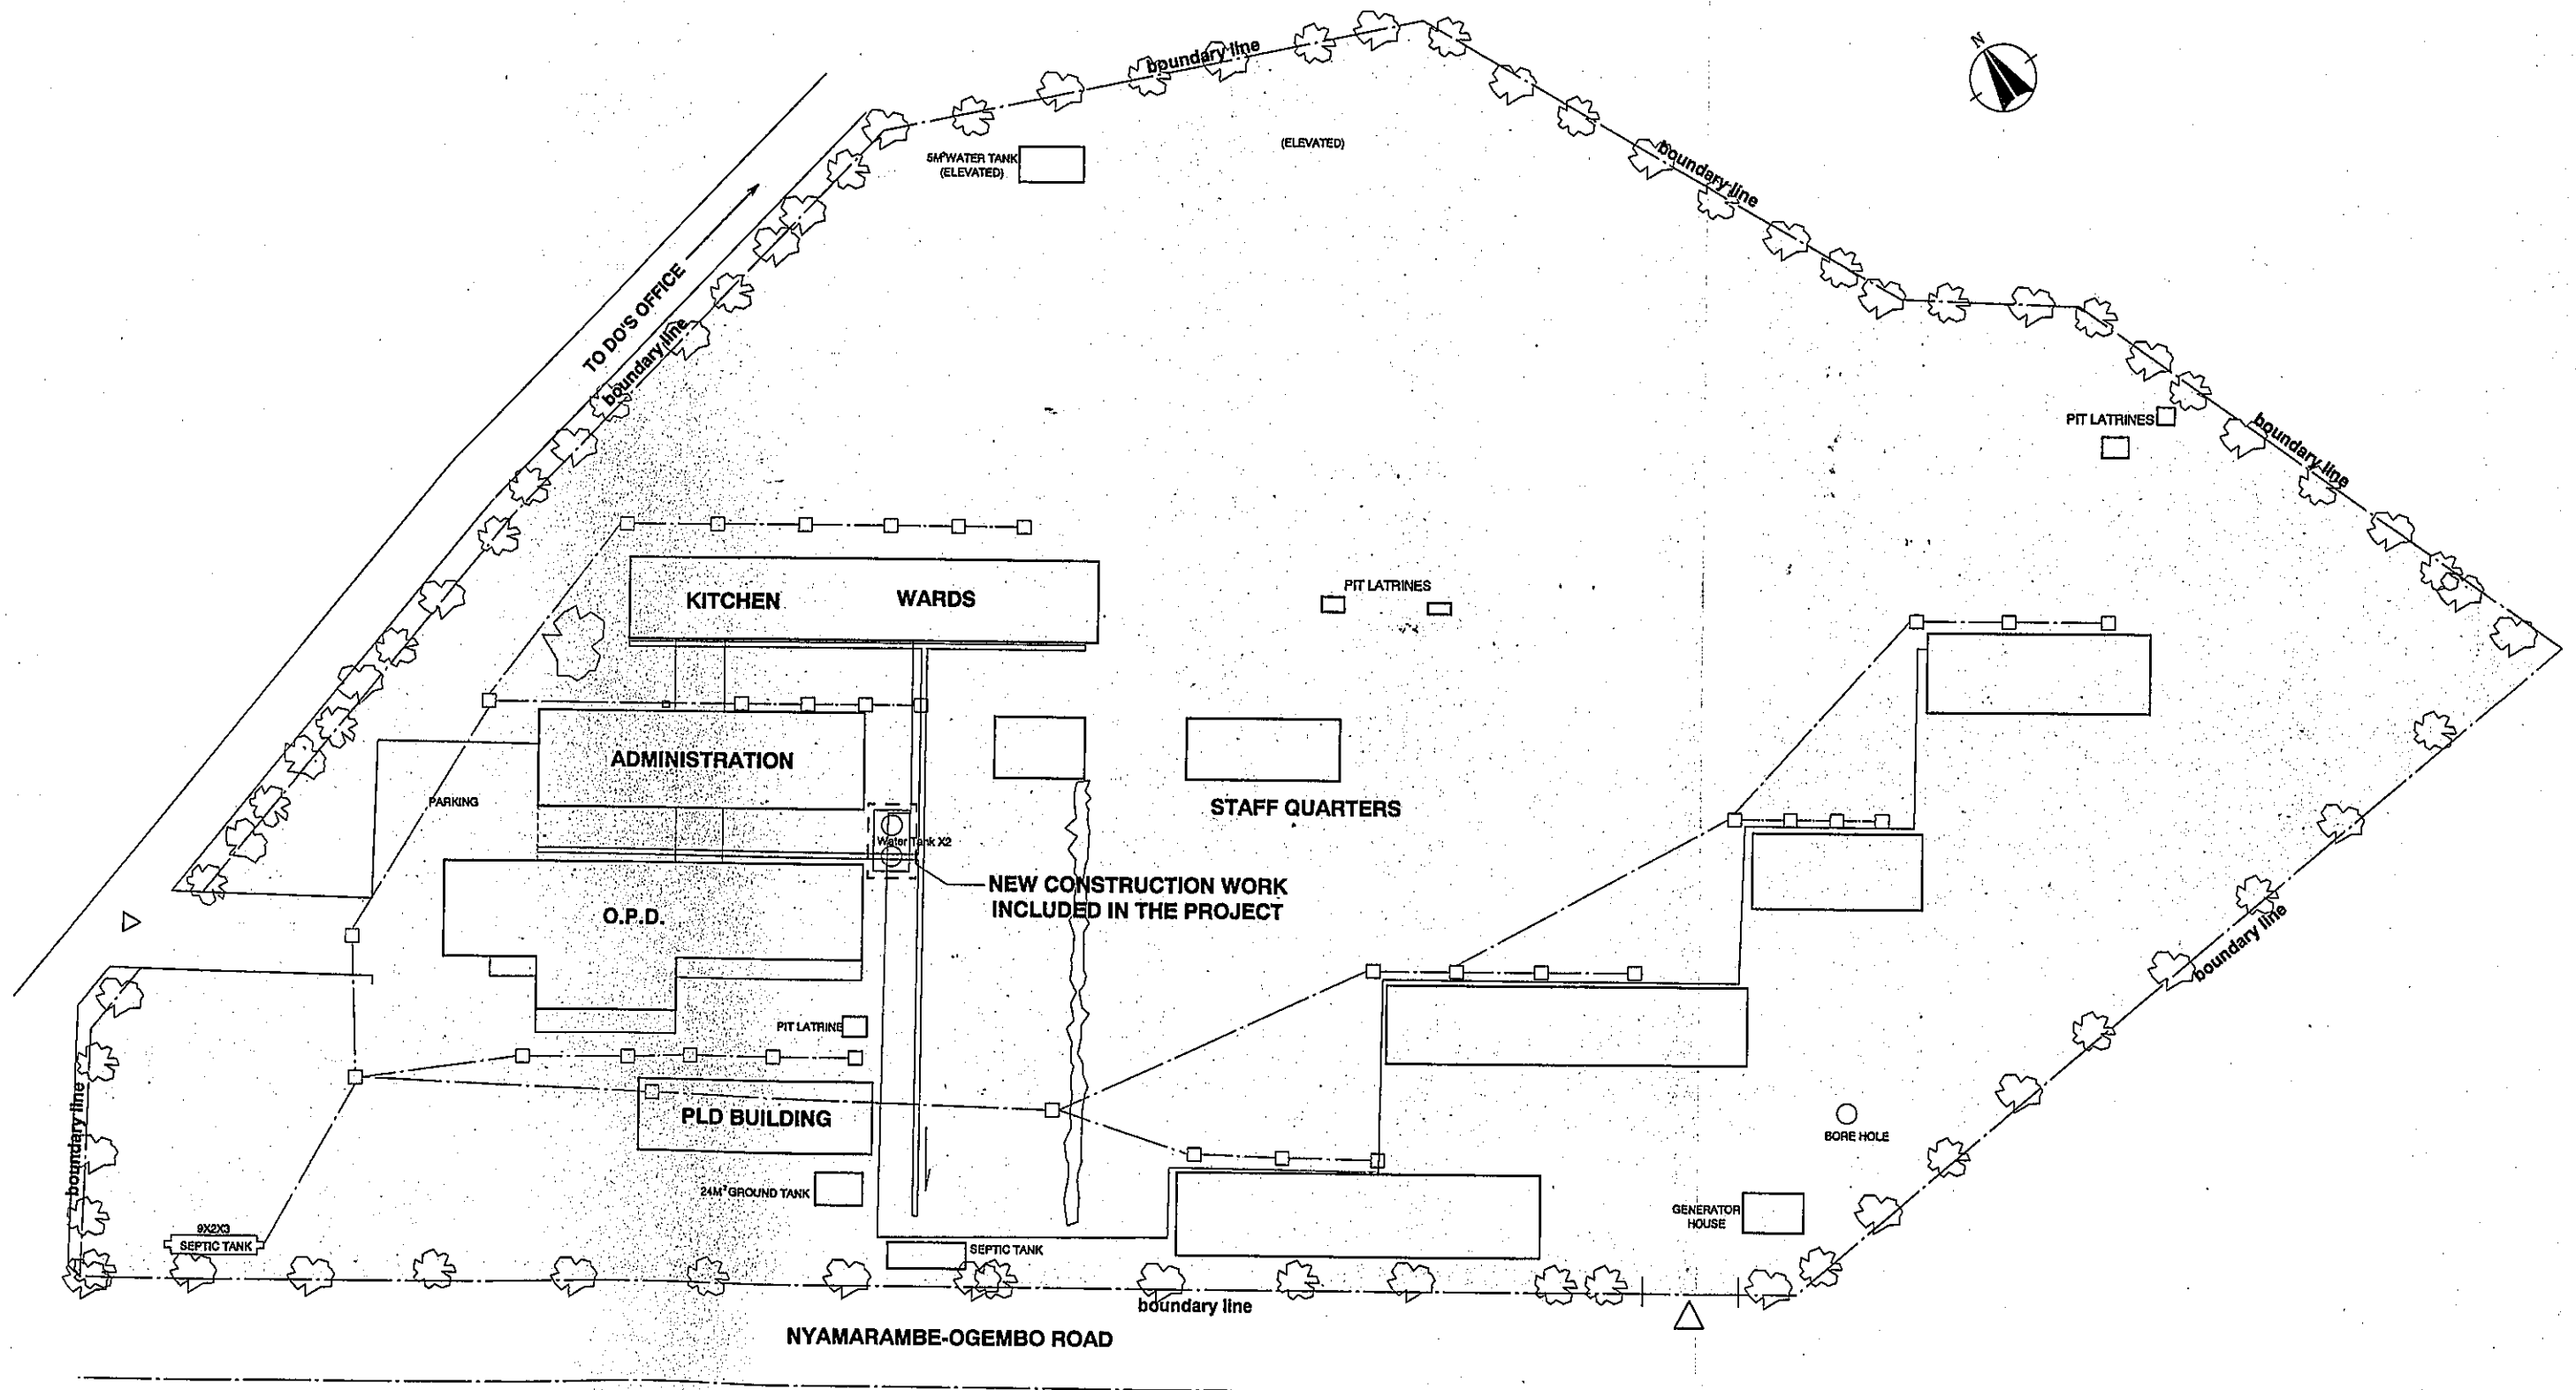 N
boundary line
5M³WATER TANK
(ELEVATED)
(ELEVATED)
boundary line
TO DO'S OFFICE
boundary line
PIT LATRINES
boundary line
PIT LATRINES
KITCHEN
WARDS
ADMINISTRATION
PARKING
STAFF QUARTERS
Water Tank X2
NEW CONSTRUCTION WORK
INCLUDED IN THE PROJECT
O.P.D.
boundary line
PIT LATRINE
PLD BUILDING
BORE HOLE
boundary line
24M³ GROUND TANK
GENERATOR
HOUSE
9X2X3
SEPTIC TANK
SEPTIC TANK
boundary line
NYAMARAMBE-OGEMBO ROAD